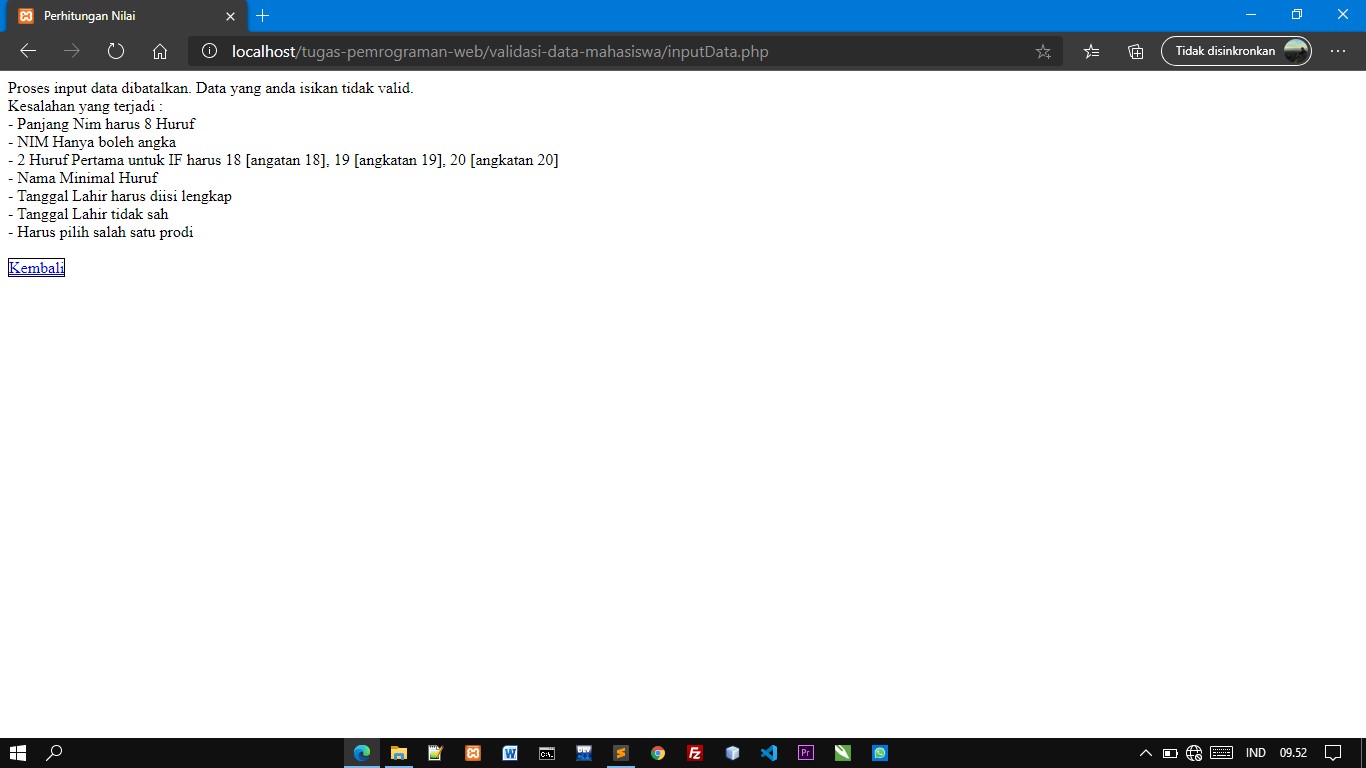 Perhitungan Nilai
localhost/tugas-pemrograman-web/validasi-data-mahasiswa/inputData.php
Tidak disinkronkan
Proses input data dibatalkan. Data yang anda isikan tidak valid.
Kesalahan yang terjadi :
- Panjang Nim harus 8 Huruf
- NIM Hanya boleh angka
- 2 Huruf Pertama untuk IF harus 18 [angatan 18], 19 [angkatan 19], 20 [angkatan 20]
- Nama Minimal Huruf
- Tanggal Lahir harus diisi lengkap
- Tanggal Lahir tidak sah
- Harus pilih salah satu prodi
Kembali
IND 09.52